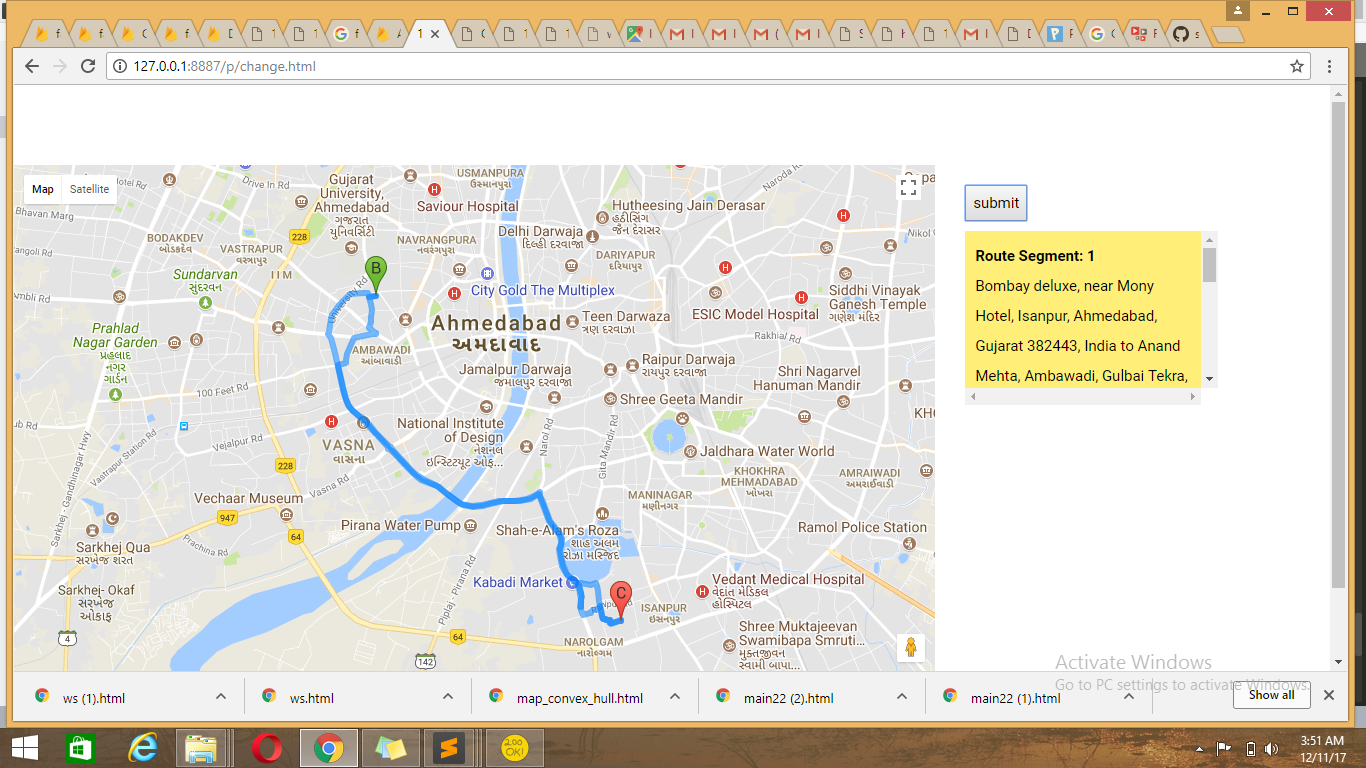 127.0.0.1:8887/p/change.html
Map
Satellite
Hotel Rd
Drive In Rd
Gujarat
University,
Ahmedabad
ગુજરાત
યુનિવર્સિટી
USMANPURA
ઉસ્માનપુરા
Saviour Hospital
Naroda Rd
Bhavan Marg
Hutheesing Jain Derasar
હઠીસિંગ
જૈન દેરાસર
BODAKDEV
બોડકદેવ
228
NAVRANGPURA
નવરંગપુરા
Delhi Darwaja
દિલ્હી દરવાજા
VASTRAPUR
વસ્ત્રાપુર
DARIYAPUR
દરિયાપુર
IIM
Sundarvan
સુંદરવન
B
City Gold The Multiplex
Siddhi Vinayak
Ganesh Temple
ગણેશ મંદિર
University Rd
ESIC Model Hospital
Prahlad
Nagar Garden
પ્રહલાદ
નગર
ગાર્ડન
Ahmedabad
અમદાવાદ
Teen Darwaza
ત્રણ દરવાઝા
Rakhial Rd
AMBAWADI
આંબાવાડી
Raipur Darwaja
રાયપુર દરવાજા
Jamalpur Darwaja
જમાલપુર દરવાજા
Shri Nagarvel
Hanuman Mandir
100 Feet Rd
Shree Geeta Mandir
National Institute
of Design
નેશનલ
ઇન્સ્ટિટ્યૂટ ઓફ...
Narol Rd
Gita Mandir Rd
Vejalpur Rd
VASNA
વાસના
Jaldhara Water World
Vastrapur Station Rd
228
KHOKHRA
MEHMADABAD
ખોખરા
AMRAIWADI
અમરાઈવાડી
Vasna Rd
Sarkhej - Gandhinagar Hwy
Vechaar Museum
MANINAGAR
મણીનગર
947
Pirana Water Pump
Shah-e-Alam's Roza
શાહ આલમ
રોઝા મસ્જિદ
Ramol Police Station
64
Prachina Rd
Sarkhej Qua
સરખેજ શરત
Piplaj - Pirana Rd
Kabadi Market
Vedant Medical Hospital
વેદાંત મેડિકલ
હોસ્પિટલ
Sarkhej- Okaf
સરખેજ
ઓકાફ
C
ISANPUR
ઇસનપુર
Shree Muktajeevan
Swamibapa Smruti...
મુક્તજીવન
સ્વામી બાપા...
4
64
NAROLGAM
નારોલગામ
142
submit
Route Segment: 1
Bombay deluxe, near Mony
Hotel, Isanpur, Ahmedabad,
Gujarat 382443, India to Anand
Mehta, Ambawadi, Gulbai Tekra,
Activate Windows
Go to PC settings to activate Windows.
ws (1).html
ws.html
map_convex_hull.html
main22 (2).html
main22 (1).html
Show all
2.00
OK!
3:51 AM
12/11/17